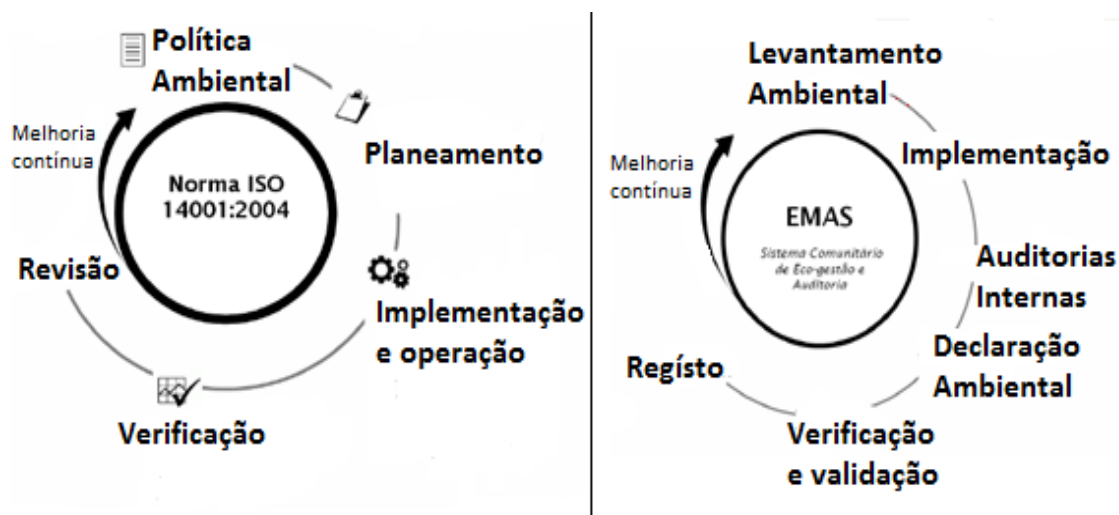 Política
Ambiental
Melhoria
contínua
Planeamento
Norma ISO
14001:2004
Revisão
Implementação
e operação
Verificação
Levantamento
Ambiental
Melhoria
contínua
Implementação
EMAS
Sistema Comunitário
de Eco-gestão e
Auditoria
Auditorias
Internas
Declaração
Ambiental
Regísto
Verificação
e validação